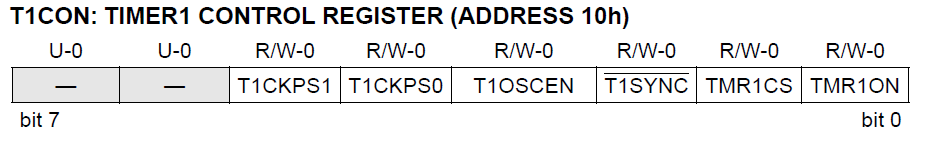 T1CON: TIMER1 CONTROL REGISTER (ADDRESS 10h)
U-0 U-0 R/W-0 R/W-0 R/W-0 R/W-0 R/W-0 R/W-0
— — T1CKPS1 T1CKPS0 T1OSCEN T̅1̅S̅Y̅N̅C̅ TMR1CS TMR1ON
bit 7 bit 0